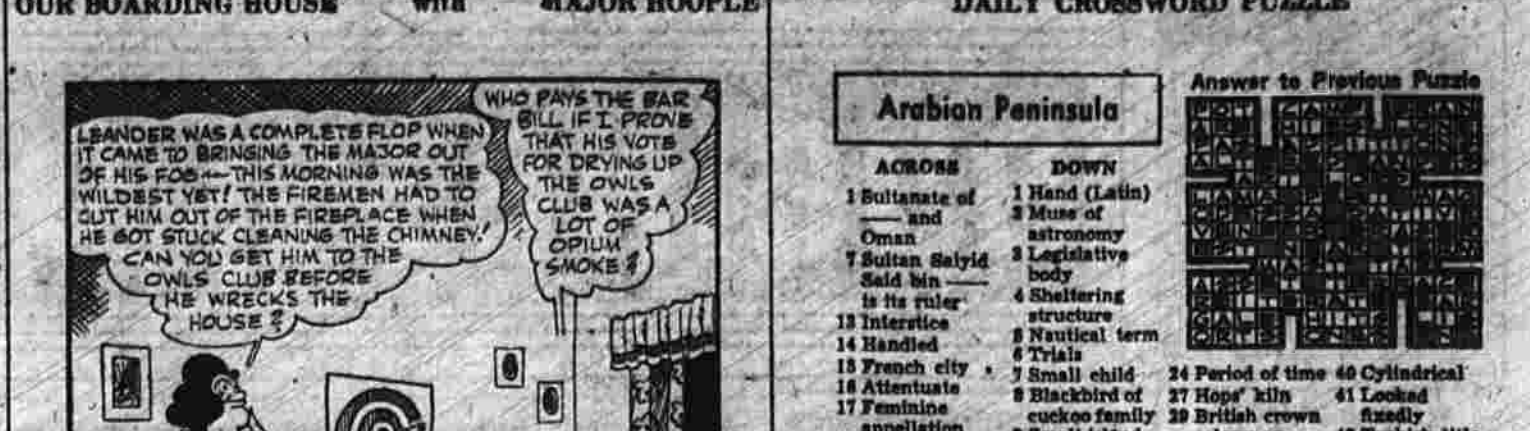 OUR BOARDING HOUSE with MAJOR HOOPLE
LEANDER WAS A COMPLETE FLOP WHEN
IT CAME TO BRINGING THE MAJOR OUT
OF HIS FOG—THIS MORNING WAS THE
WILDEST YET! THE FIREMEN HAD TO
CUT HIM OUT OF THE FIREPLACE WHEN
HE GOT STUCK CLEANING THE CHIMNEY!
CAN YOU GET HIM TO THE
OWLS CLUB BEFORE
HE WRECKS THE
HOUSE?
WHO PAYS THE BAR
BILL IF I PROVE
THAT HIS VOTE
FOR DRYING UP
THE OWLS
CLUB WAS A
LOT OF
OPIUM
SMOKE?
DAILY CROSSWORD PUZZLE
Arabian Peninsula
Answer to Previous Puzzle
ACROSS
1 Sultanate of
—— and
Oman
7 Sultan Saiyid
Said bin ——
is its ruler
13 Interstice
14 Handled
15 French city
16 Attentuate
17 Feminine
appellation
DOWN
1 Hand (Latin)
2 Muse of
astronomy
3 Legislative
body
4 Sheltering
structure
5 Nautical term
6 Trials
7 Small child
8 Blackbird of
cuckoo family
24 Period of time
27 Hops' kiln
29 British crown
40 Cylindrical
41 Looked
fixedly